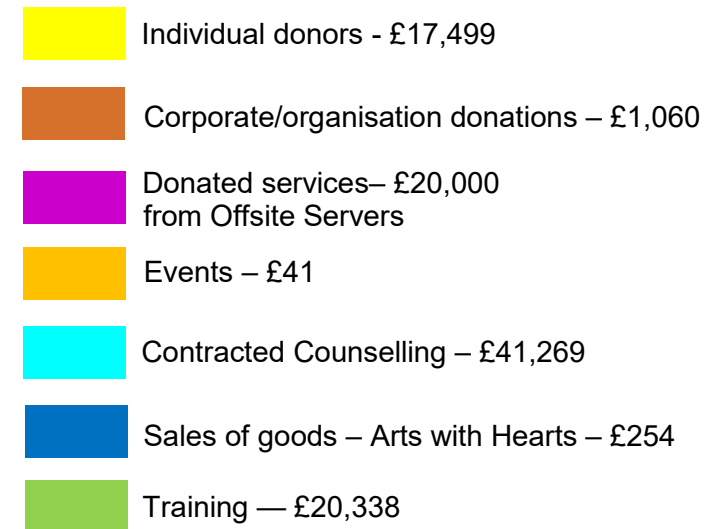 Individual donors - £17,499
Corporate/organisation donations – £1,060
Donated services– £20,000
from Offsite Servers
Events – £41
Contracted Counselling – £41,269
Sales of goods – Arts with Hearts – £254
Training — £20,338